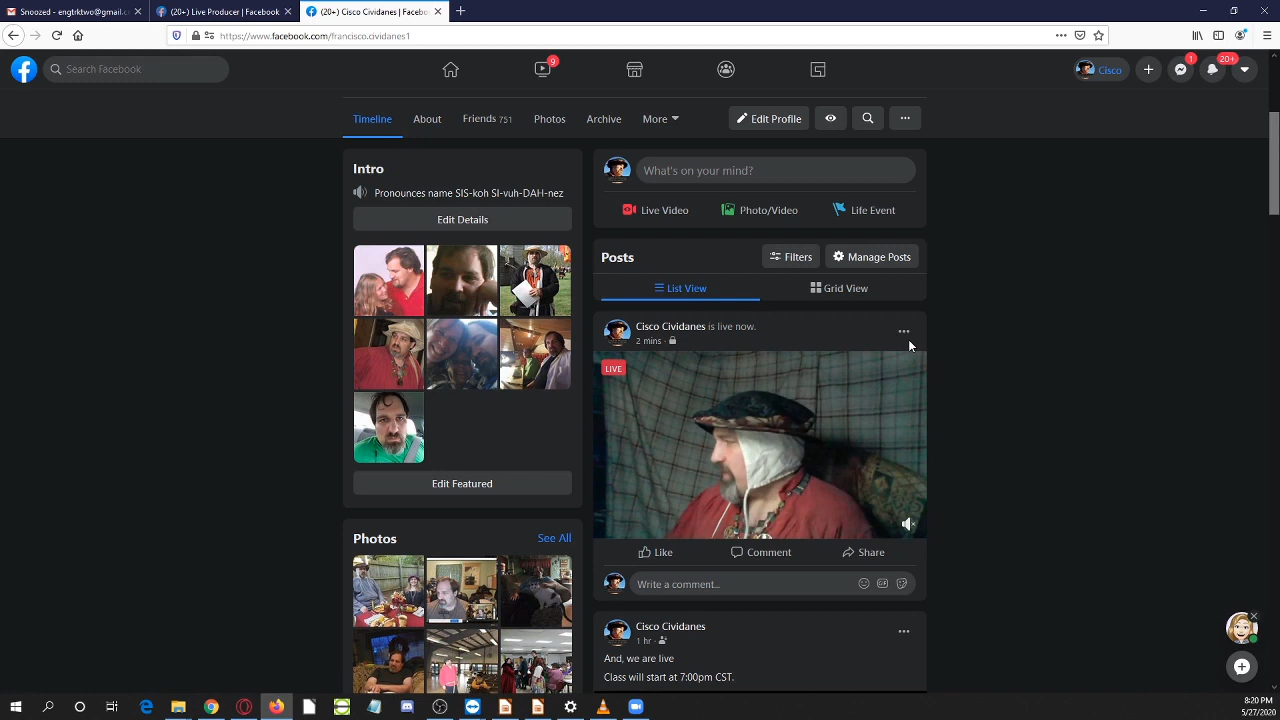 (20+) Snoozed - engtrktwo@gmail.c
(20+) Live Producer | Facebook
(20+) Cisco Cividanes | Facebo
https://www.facebook.com/francisco.cividanes1
Search Facebook
9
Cisco
1
20+
Timeline
About
Friends 751
Photos
Archive
More
Edit Profile
Intro
Pronounces name SIS-koh SI-vuh-DAH-nez
Edit Details
Edit Featured
Photos
See All
What's on your mind?
Live Video
Photo/Video
Life Event
Posts
Filters
Manage Posts
List View
Grid View
Cisco Cividanes is live now.
2 mins ·
LIVE
Like
Comment
Share
Write a comment...
GIF
Cisco Cividanes
1 hr ·
And, we are live
Class will start at 7:00pm CST.
8:20 PM
5/27/2020